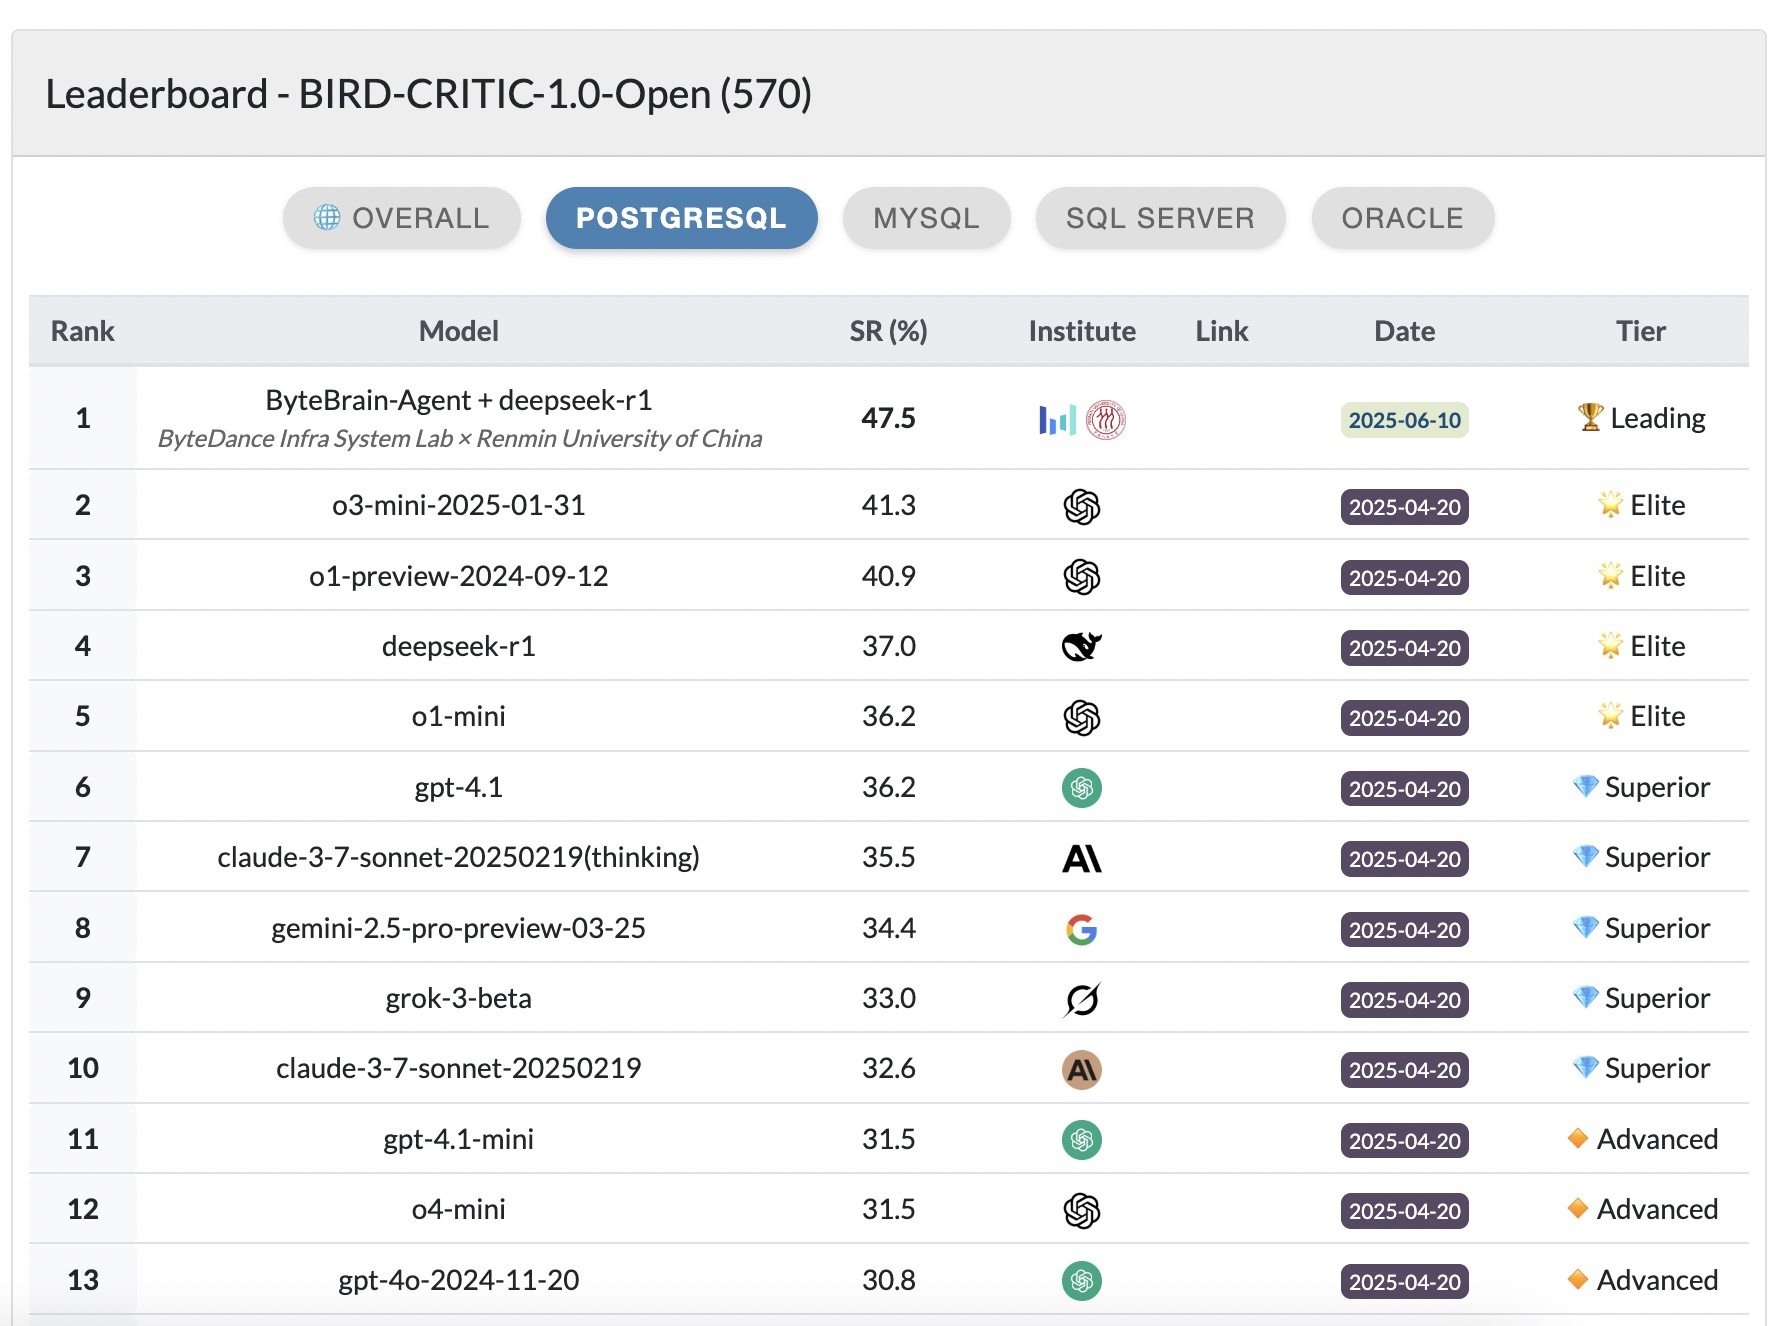 Leaderboard - BIRD-CRITIC-1.0-Open (570)
OVERALL POSTGRESQL MYSQL SQL SERVER ORACLE
Rank Model SR (%) Institute Link Date Tier
1 ByteBrain-Agent + deepseek-r1 47.5 2025-06-10 Leading
ByteDance Infra System Lab × Renmin University of China
2 o3-mini-2025-01-31 41.3 2025-04-20 Elite
3 o1-preview-2024-09-12 40.9 2025-04-20 Elite
4 deepseek-r1 37.0 2025-04-20 Elite
5 o1-mini 36.2 2025-04-20 Elite
6 gpt-4.1 36.2 2025-04-20 Superior
7 claude-3-7-sonnet-20250219(thinking) 35.5 2025-04-20 Superior
8 gemini-2.5-pro-preview-03-25 34.4 2025-04-20 Superior
9 grok-3-beta 33.0 2025-04-20 Superior
10 claude-3-7-sonnet-20250219 32.6 2025-04-20 Superior
11 gpt-4.1-mini 31.5 2025-04-20 Advanced
12 o4-mini 31.5 2025-04-20 Advanced
13 gpt-4o-2024-11-20 30.8 2025-04-20 Advanced